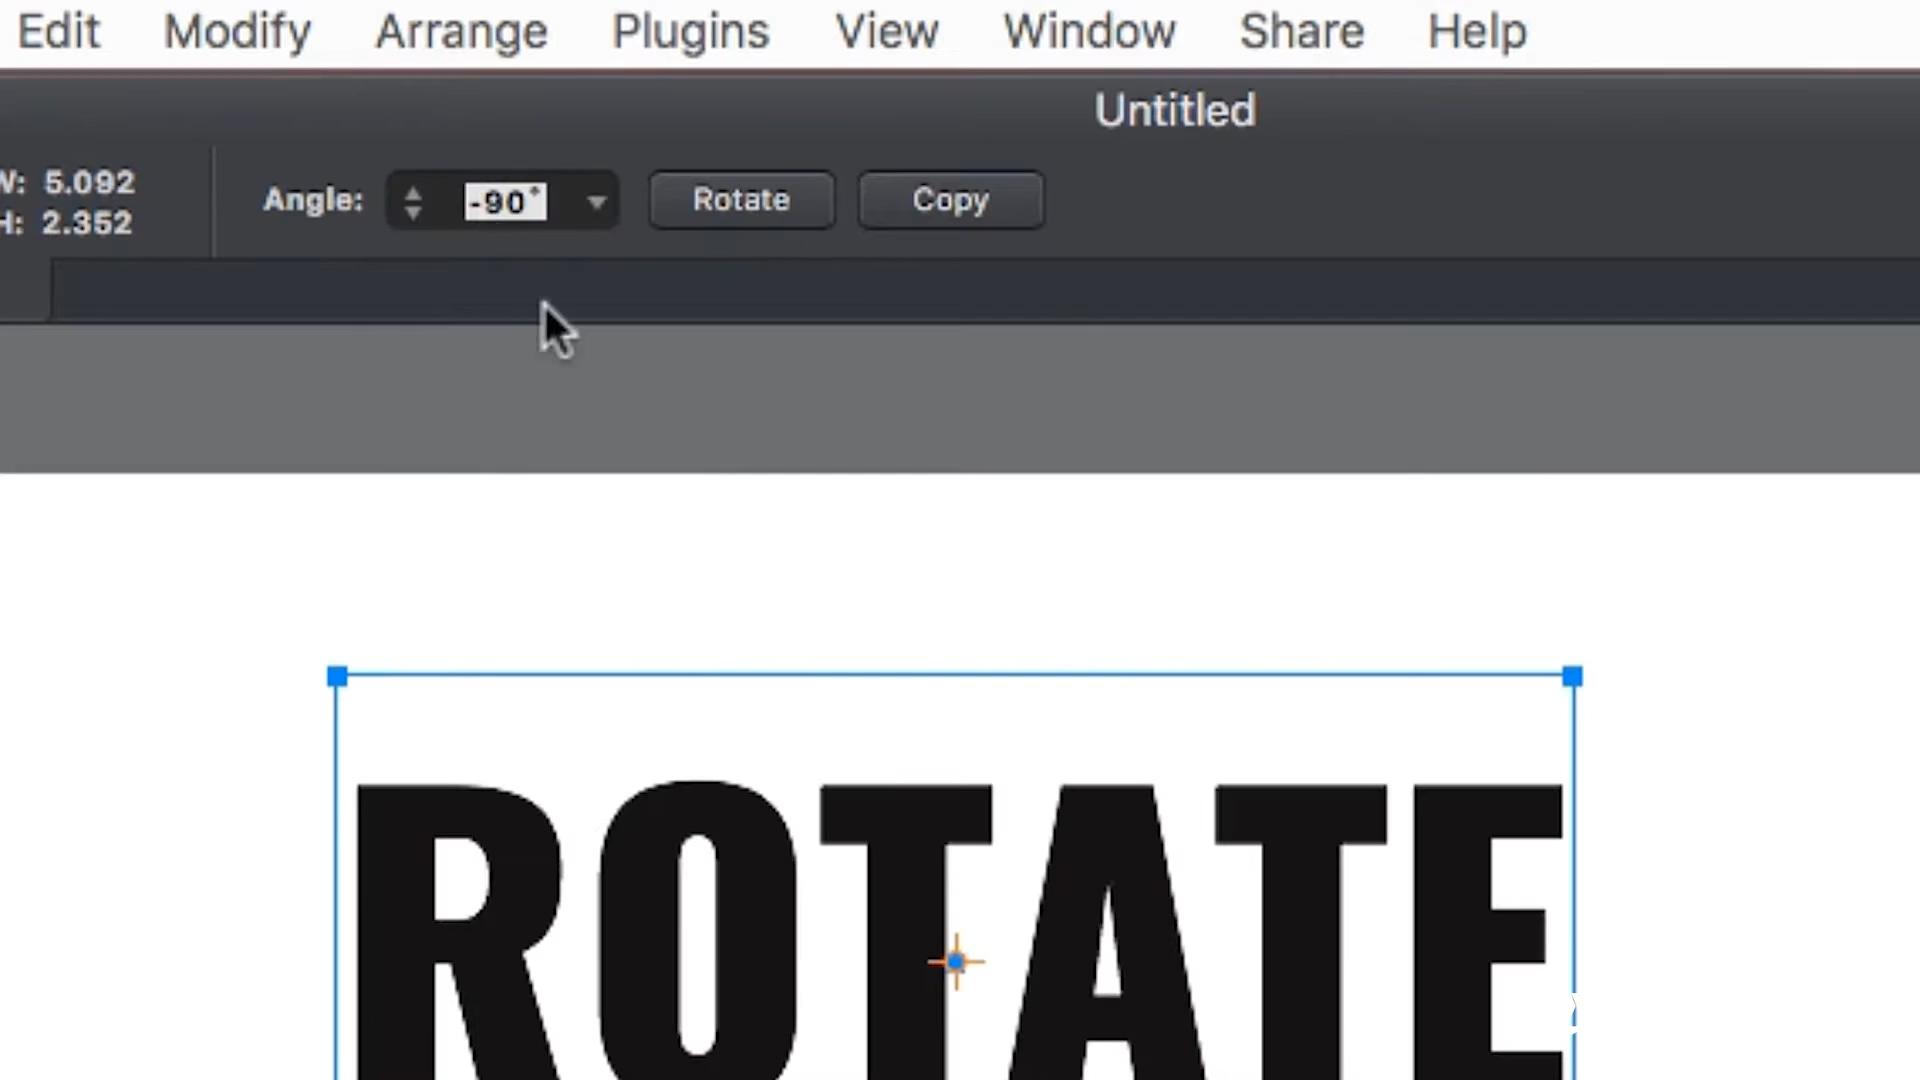 Edit Modify Arrange Plugins View Window Share Help
Untitled
W: 5.092
H: 2.352
Angle: -90° Rotate Copy
ROTATE